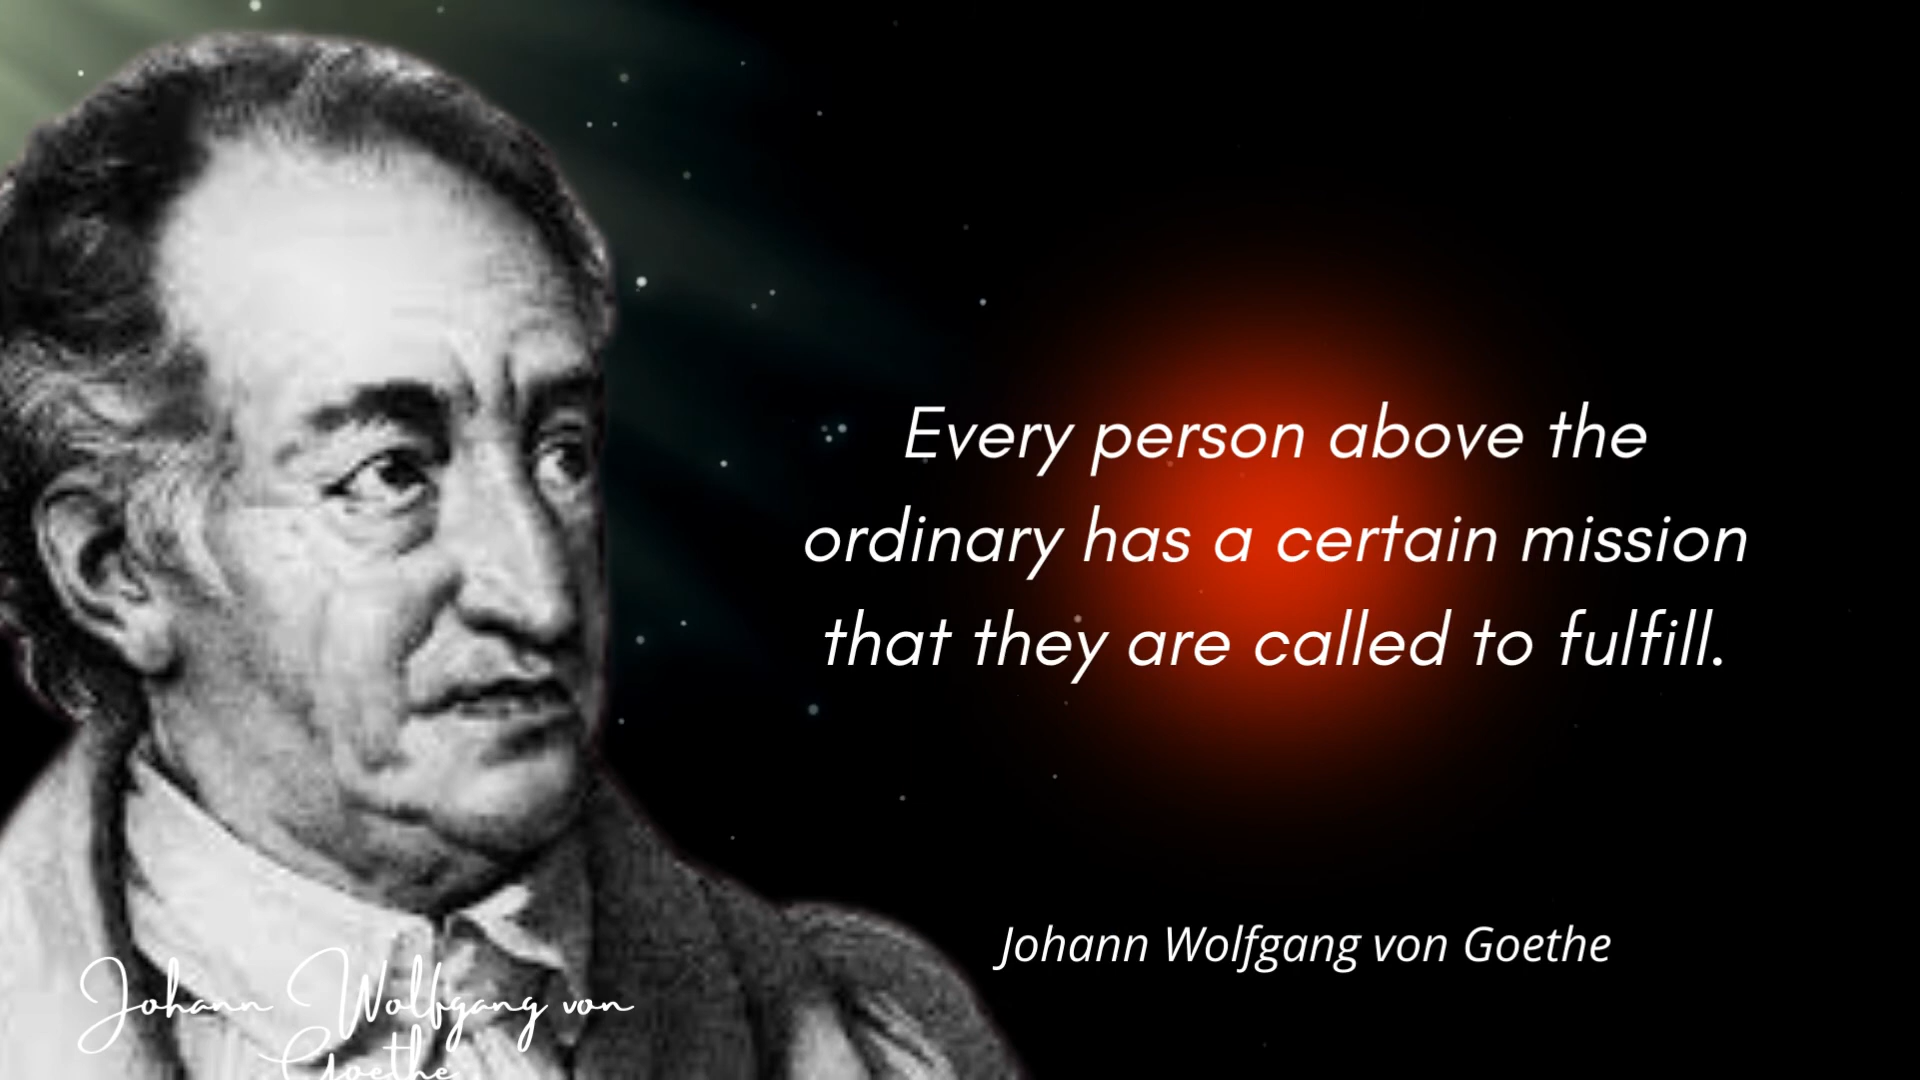 Every person above the
ordinary has a certain mission
that they are called to fulfill.
Johann Wolfgang von Goethe
Johann Wolfgang von
Goethe